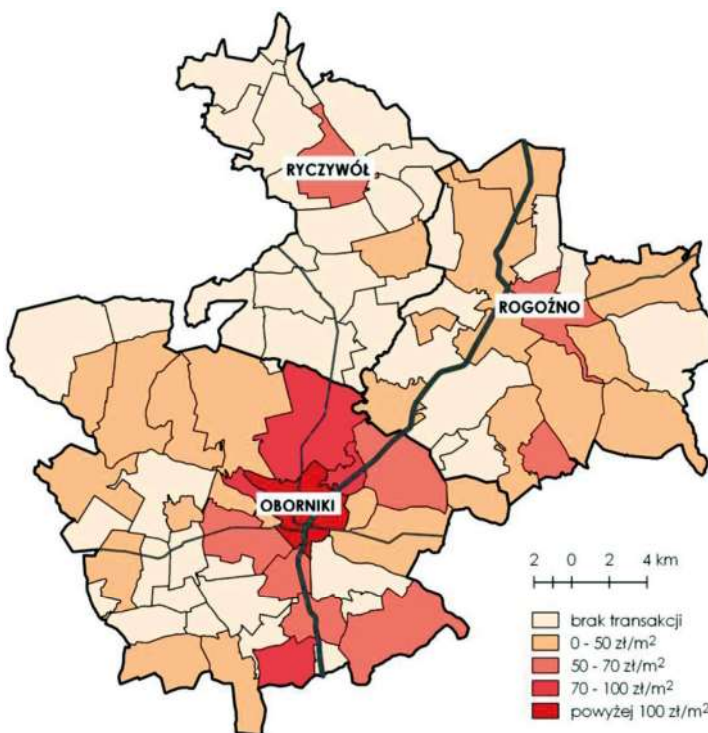 RYCZYWÓŁ
ROGOŹNO
OBORNIKI
2 0 2 4 km
brak transakcji
0 - 50 zł/m²
50 - 70 zł/m²
70 - 100 zł/m²
powyżej 100 zł/m²